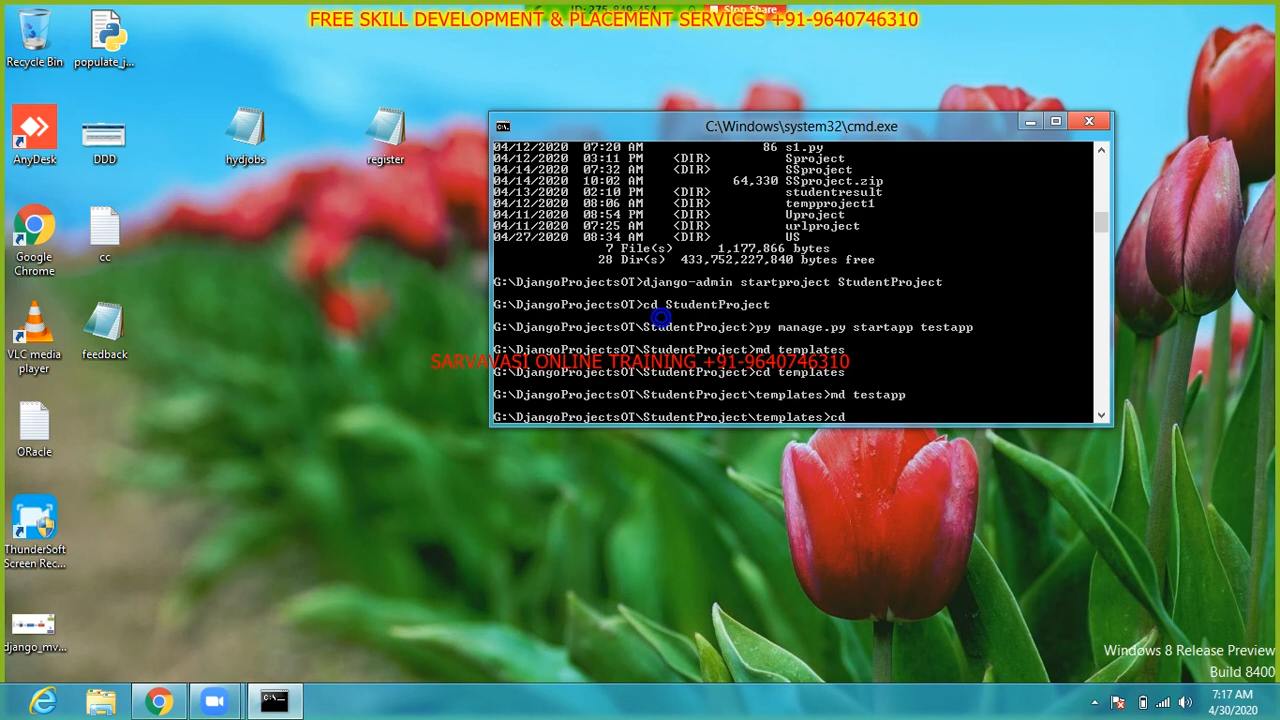 FREE SKILL DEVELOPMENT & PLACEMENT SERVICES +91-9640746310
Stop Share
Recycle Bin
populate_j...
AnyDesk
DDD
hydjobs
register
Google
Chrome
cc
VLC media
player
feedback
ORacle
ThunderSoft
Screen Rec...
django_mv...
C:\Windows\system32\cmd.exe
04/12/2020 07:20 AM 86 s1.py
04/12/2020 03:11 PM <DIR> Sproject
04/14/2020 07:32 AM <DIR> SSproject
04/14/2020 10:02 AM 64,330 SSproject.zip
04/13/2020 02:10 PM <DIR> studentresult
04/12/2020 08:06 AM <DIR> tempproject1
04/11/2020 08:54 PM <DIR> Uproject
04/11/2020 07:25 AM <DIR> urlproject
04/27/2020 08:34 AM <DIR> US
7 File(s) 1,177,866 bytes
28 Dir(s) 433,752,227,840 bytes free
G:\DjangoProjectsOT>django-admin startproject StudentProject
G:\DjangoProjectsOT>cd StudentProject
G:\DjangoProjectsOT\StudentProject>py manage.py startapp testapp
G:\DjangoProjectsOT\StudentProject>md templates
SARVAVASI ONLINE TRAINING +91-9640746310
G:\DjangoProjectsOT\StudentProject>cd templates
G:\DjangoProjectsOT\StudentProject\templates>md testapp
G:\DjangoProjectsOT\StudentProject\templates>cd
Windows 8 Release Preview
Build 8400
7:17 AM
4/30/2020